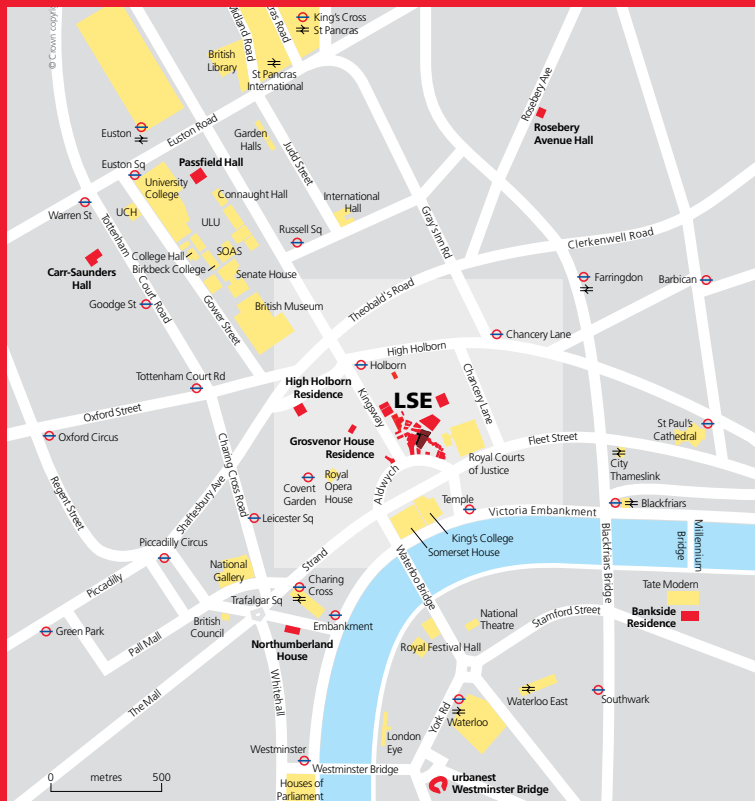 © Crown copyri
Midland Road
cras Road
King's Cross
St Pancras
British
Library
St Pancras
International
Rosebery Ave
Rosebery
Avenue Hall
Euston
Euston Road
Garden
Halls
Judd Street
Euston Sq
Passfield Hall
University
College
Connaught Hall
International
Hall
Warren St
UCH
ULU
Russell Sq
Gray's Inn Rd
Clerkenwell Road
Tottenham
Court Road
College Hall
Birkbeck College
SOAS
Senate House
Carr-Saunders
Hall
Farringdon
Barbican
Goodge St
Gower Street
British Museum
Theobald's Road
Chancery Lane
High Holborn
Holborn
Tottenham Court Rd
High Holborn
Residence
Kingsway
LSE
Chancery Lane
Oxford Street
Oxford Circus
Charing Cross Road
Grosvenor House
Residence
Fleet Street
St Paul's
Cathedral
Royal Courts
of Justice
City
Thameslink
Regent Street
Shaftesbury Ave
Covent
Garden
Royal
Opera
House
Aldwych
Temple
Victoria Embankment
Blackfriars
Leicester Sq
King's College
Somerset House
Blackfriars Bridge
Millennium
Bridge
Piccadilly Circus
Strand
Waterloo Bridge
National
Gallery
Piccadilly
Charing
Cross
Trafalgar Sq
Tate Modern
Bankside
Residence
National
Theatre
Stamford Street
Green Park
Pall Mall
British
Council
Embankment
Northumberland
House
Royal Festival Hall
The Mall
Whitehall
York Rd
Waterloo
Waterloo East
Southwark
London
Eye
Westminster
Westminster Bridge
0 metres 500
Houses of
Parliament
urbanest
Westminster Bridge